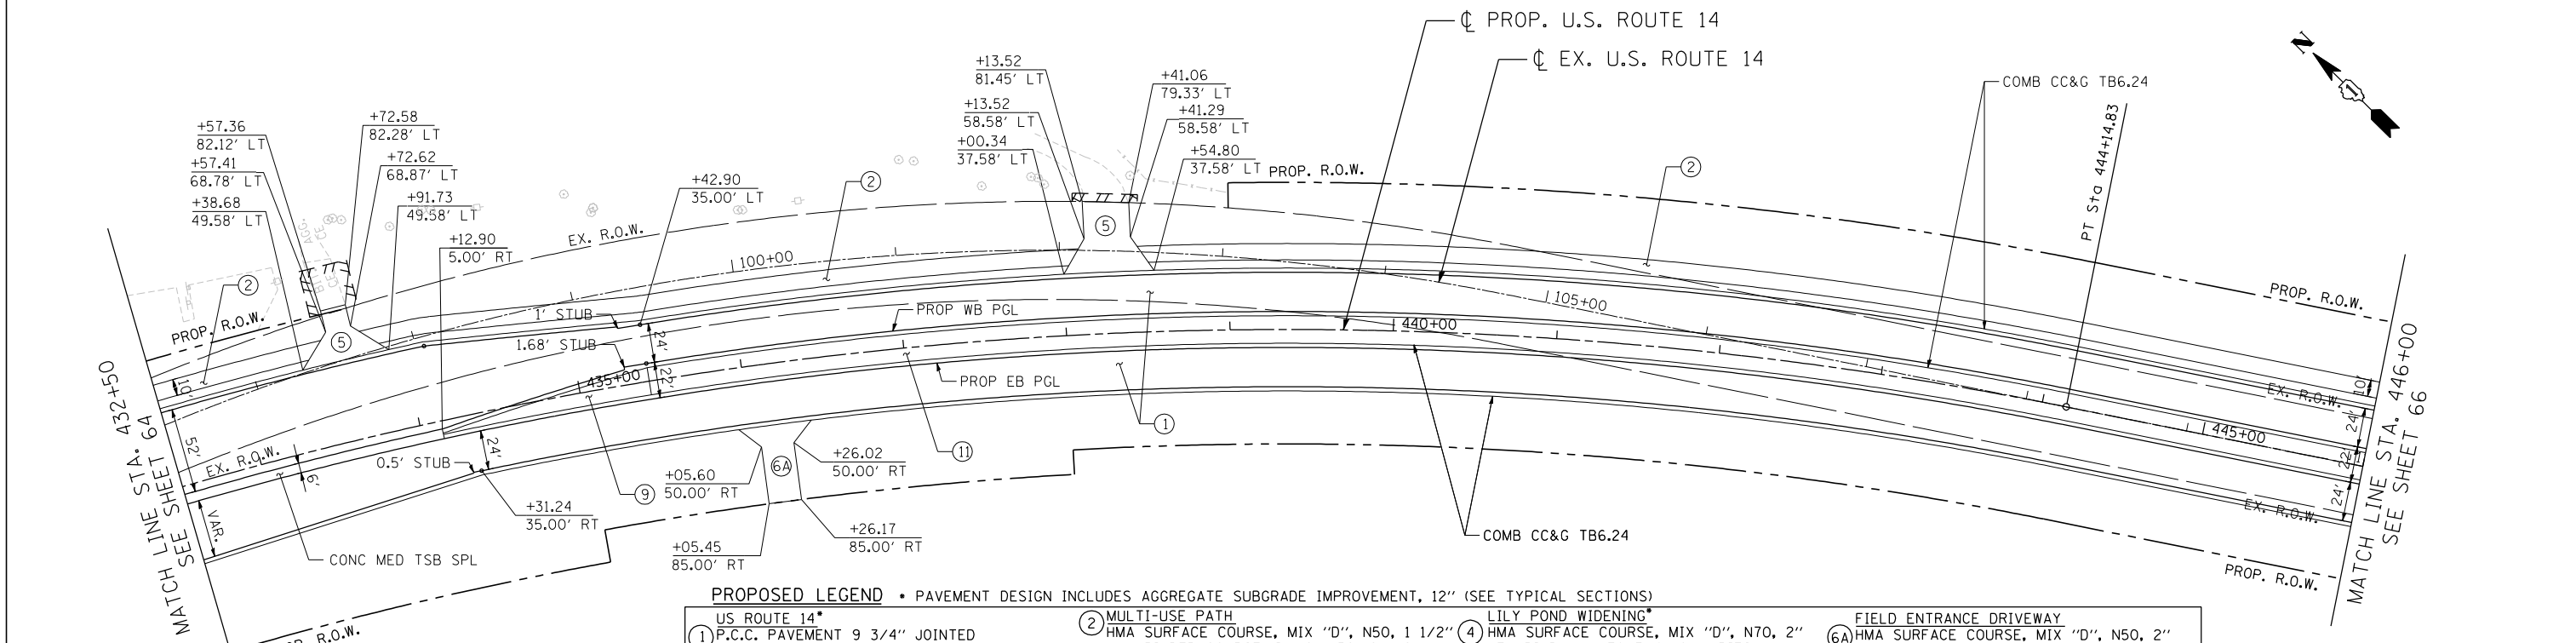 ℄ PROP. U.S. ROUTE 14
℄ EX. U.S. ROUTE 14
COMB CC&G TB6.24
N
PT Sta 444+14.83
+13.52
81.45' LT
+13.52
58.58' LT
+00.34
37.58' LT
+41.06
79.33' LT
+41.29
58.58' LT
+54.80
37.58' LT
PROP. R.O.W.
2
+57.36
82.12' LT
+57.41
68.78' LT
+38.68
49.58' LT
+72.58
82.28' LT
+72.62
68.87' LT
+91.73
49.58' LT
+12.90
5.00' RT
+42.90
35.00' LT
2
5
EX. R.O.W.
100+00
AGG.
CE
2
PROP. R.O.W.
5
1' STUB
1.68' STUB
24'
22'
PROP WB PGL
440+00
105+00
PROP. R.O.W.
435+00
PROP EB PGL
1
11
9
10'
52'
EX. R.O.W.
6'
VAR.
24'
0.5' STUB
CONC MED TSB SPL
+31.24
35.00' RT
+05.60
50.00' RT
6A
+26.02
50.00' RT
+05.45
85.00' RT
+26.17
85.00' RT
COMB CC&G TB6.24
EX. R.O.W.
10'
24'
445+00
22'
24'
EX. R.O.W.
PROP. R.O.W.
MATCH LINE STA. 432+50
SEE SHEET 64
MATCH LINE STA. 446+00
SEE SHEET 66
R.O.W.
PROPOSED LEGEND * PAVEMENT DESIGN INCLUDES AGGREGATE SUBGRADE IMPROVEMENT, 12" (SEE TYPICAL SECTIONS)
US ROUTE 14*
1 P.C.C. PAVEMENT 9 3/4" JOINTED
2 MULTI-USE PATH
HMA SURFACE COURSE, MIX "D", N50, 1 1/2"
LILY POND WIDENING*
4 HMA SURFACE COURSE, MIX "D", N70, 2"
FIELD ENTRANCE DRIVEWAY
6A HMA SURFACE COURSE, MIX "D", N50, 2"